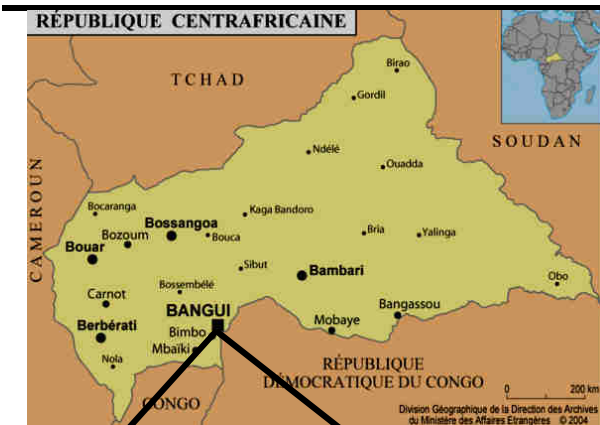 RÉPUBLIQUE CENTRAFRICAINE
Birao
TCHAD
Gordil
SOUDAN
Ndélé
Ouadda
CAMEROUN
Bocaranga
Kaga Bandoro
Bossangoa
Bozoum
Bouca
Bria
Yalinga
Bouar
Sibut
Bambari
Obo
Carnot
Bossembélé
BANGUI
Bangassou
Berbérati
Bimbo
Mobaye
Mbaïki
Nola
RÉPUBLIQUE
DÉMOCRATIQUE DU CONGO
CONGO
0 200 km
Division Géographique de la Direction des Archives
du Ministère des Affaires Etrangères © 2004